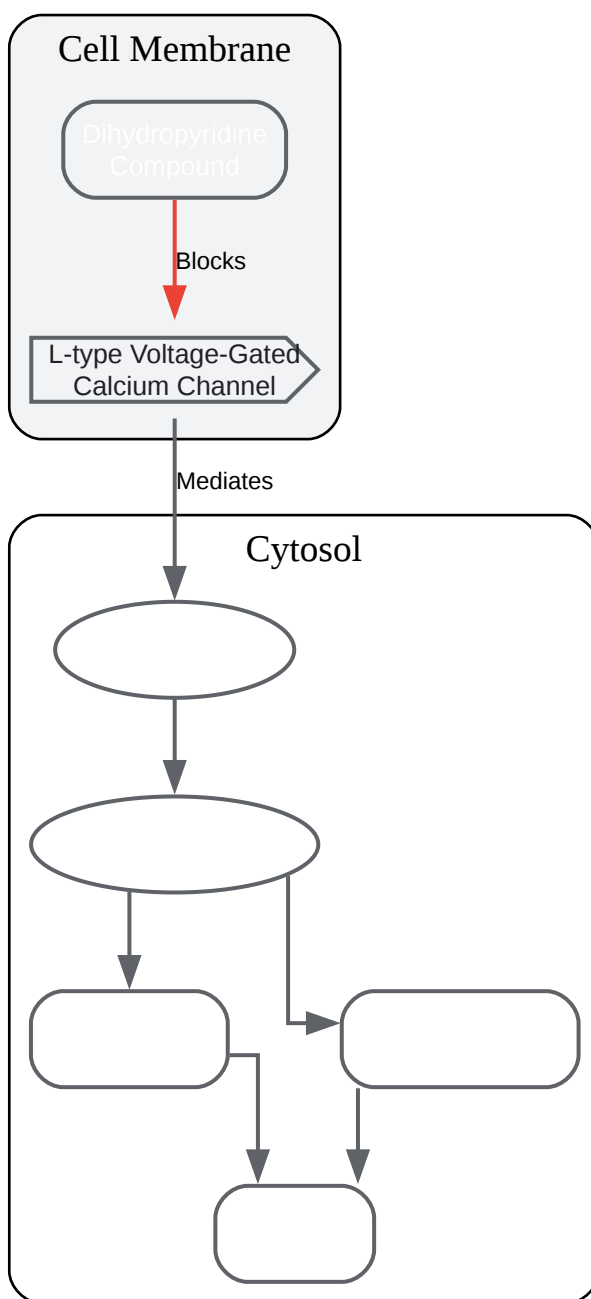 Cell Membrane
Dihydropyridine
Compound
Blocks
L-type Voltage-Gated
Calcium Channel
Mediates
Cytosol